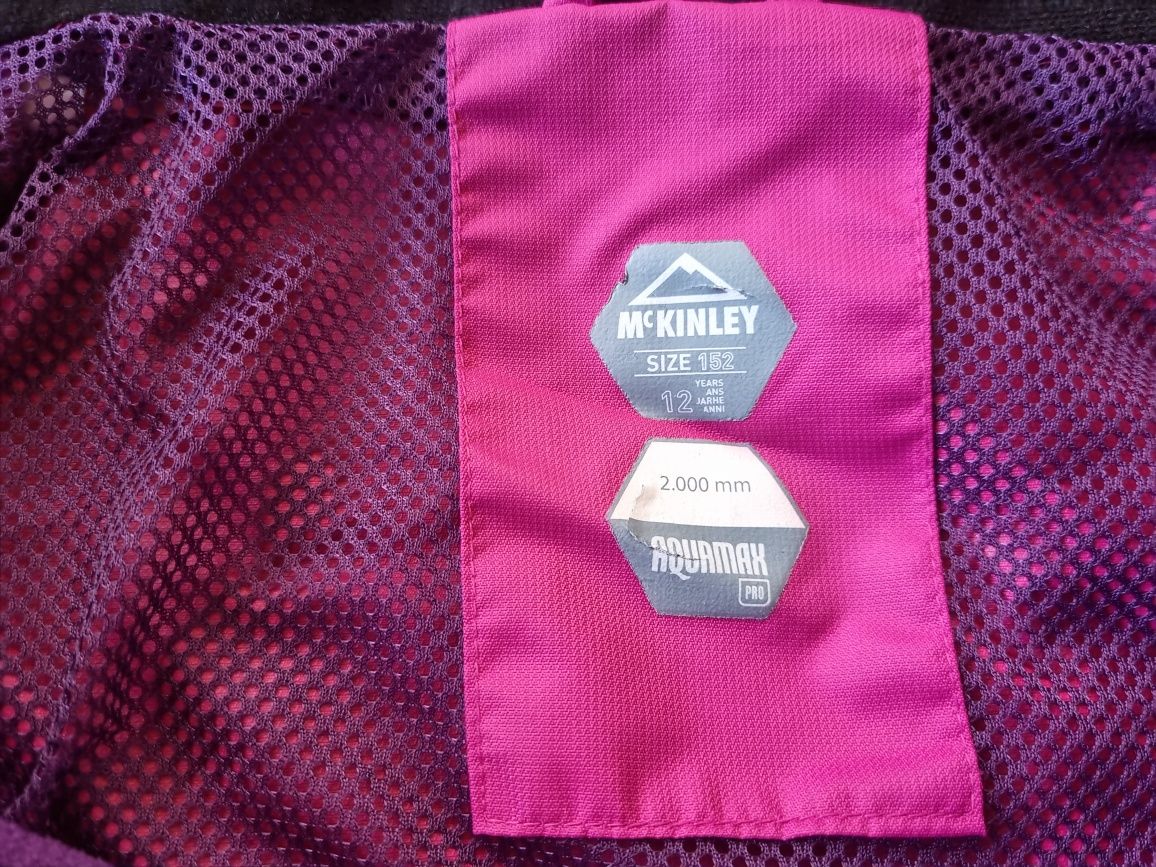 McKINLEY
SIZE 152
12 YEARS
ANS
JARHE
ANNI
2.000 mm
AQUAMAX
PRO